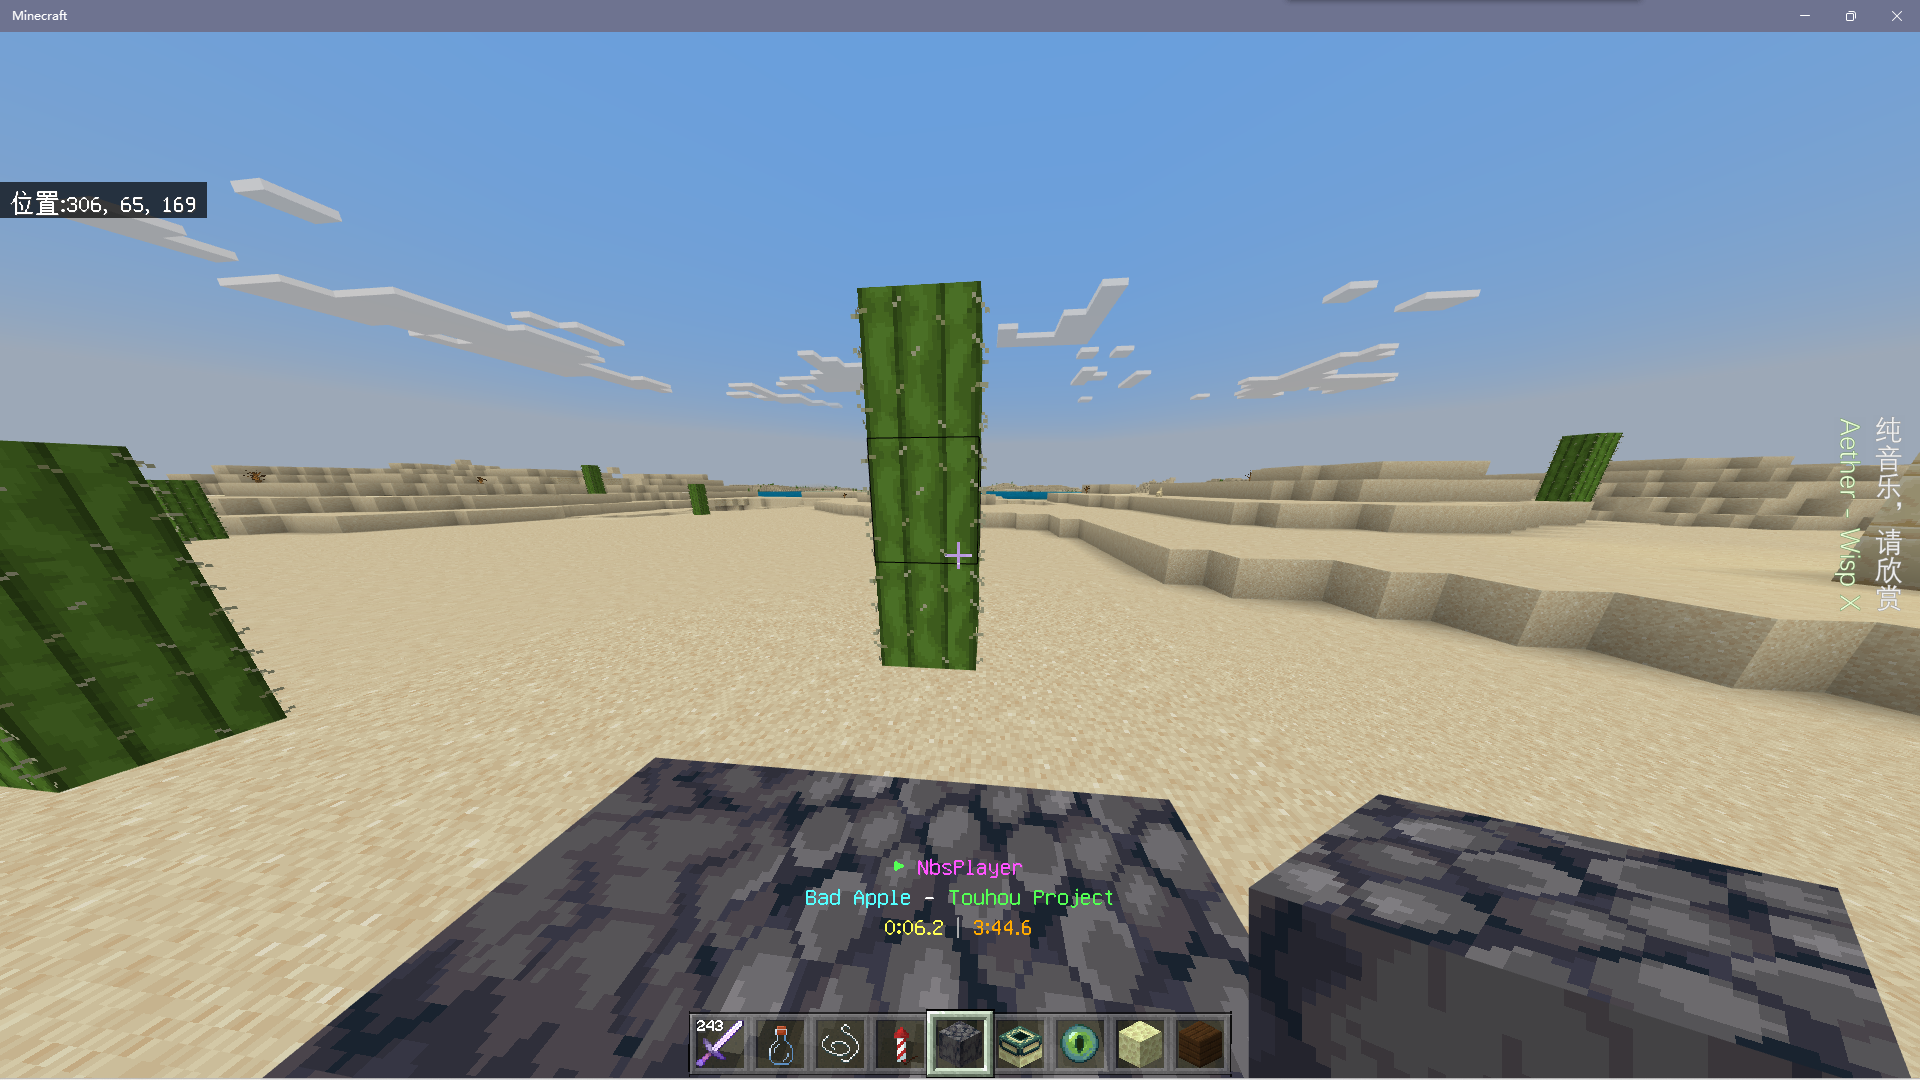 Minecraft
位置:306, 65, 169
纯音乐，请欣赏
Aether - Wisp X
▶ NbsPlayer
Bad Apple - Touhou Project
0:06.2 | 3:44.6
243